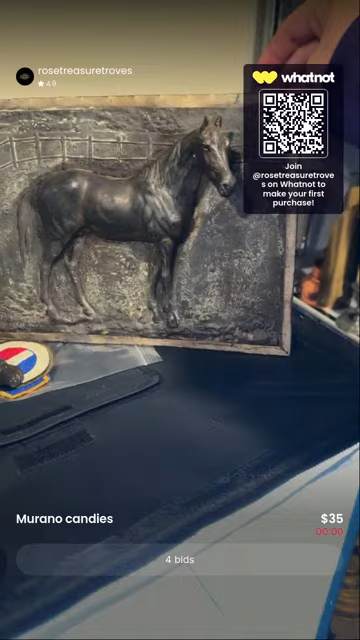 rosetreasuretroves
★ 4.9
whatnot
Join
@rosetreasuretrove
s on Whatnot to
make your first
purchase!
Murano candies
$35
00:00
4 bids